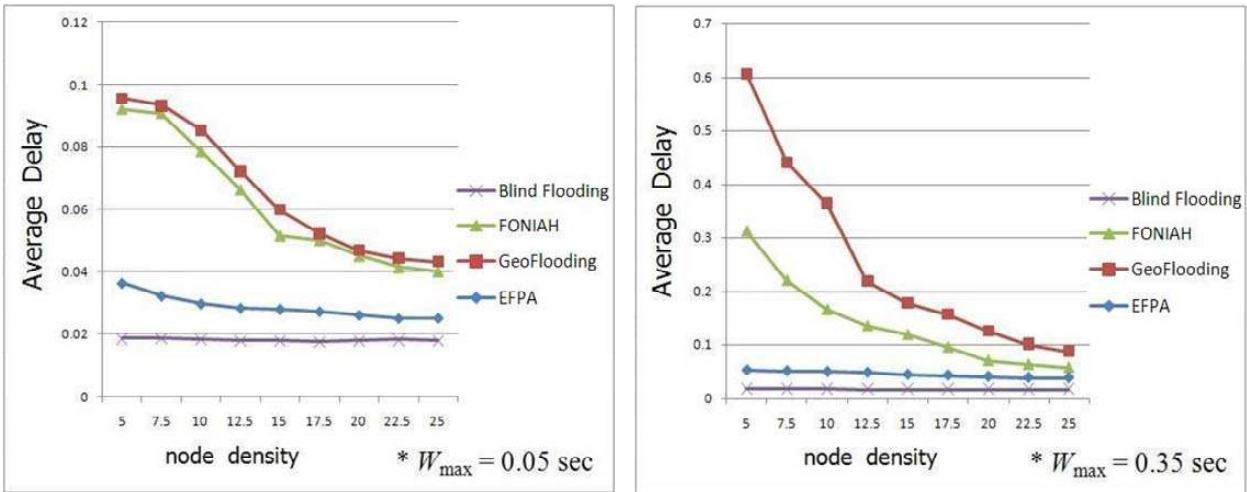 0.12
0.1
0.08
0.06
0.04
0.02
0
Average Delay
5 7.5 10 12.5 15 17.5 20 22.5 25
node density
* Wmax = 0.05 sec
Blind Flooding
FONIAH
GeoFlooding
EFPA
0.7
0.6
0.5
0.4
0.3
0.2
0.1
0
Average Delay
5 7.5 10 12.5 15 17.5 20 22.5 25
node density
* Wmax = 0.35 sec
Blind Flooding
FONIAH
GeoFlooding
EFPA